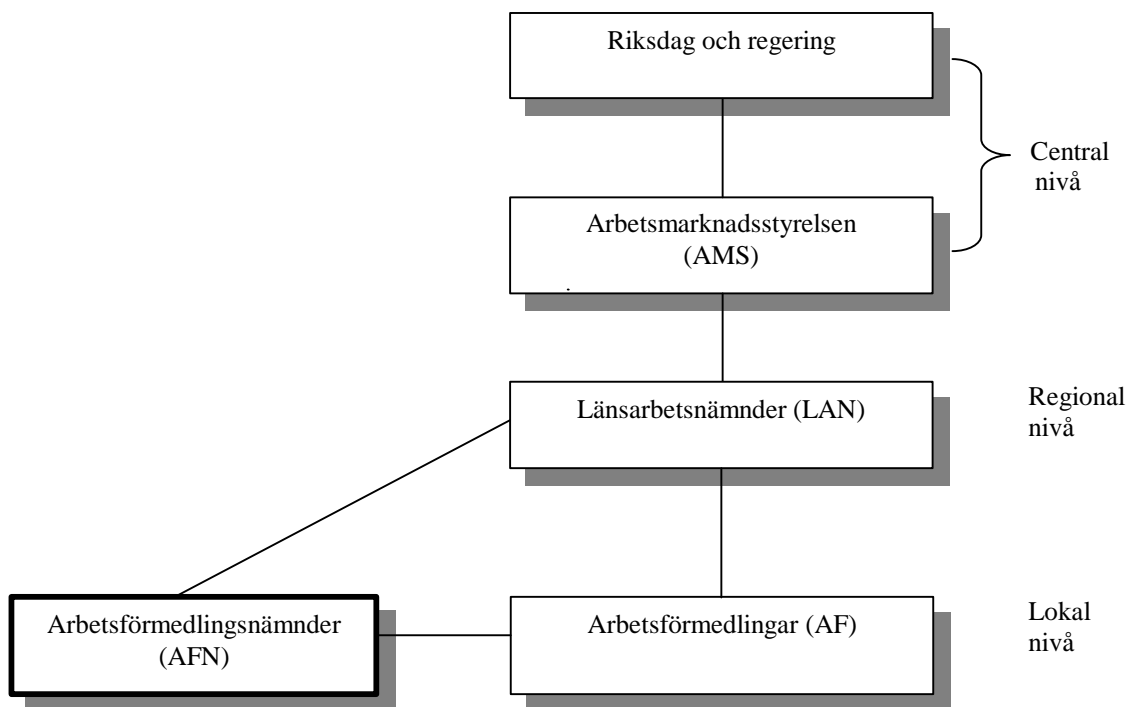 Riksdag och regering
Central
nivå
Arbetsmarknadsstyrelsen
(AMS)
Länsarbetsnämnder (LAN)
Regional
nivå
Arbetsförmedlingsnämnder
(AFN)
Arbetsförmedlingar (AF)
Lokal
nivå